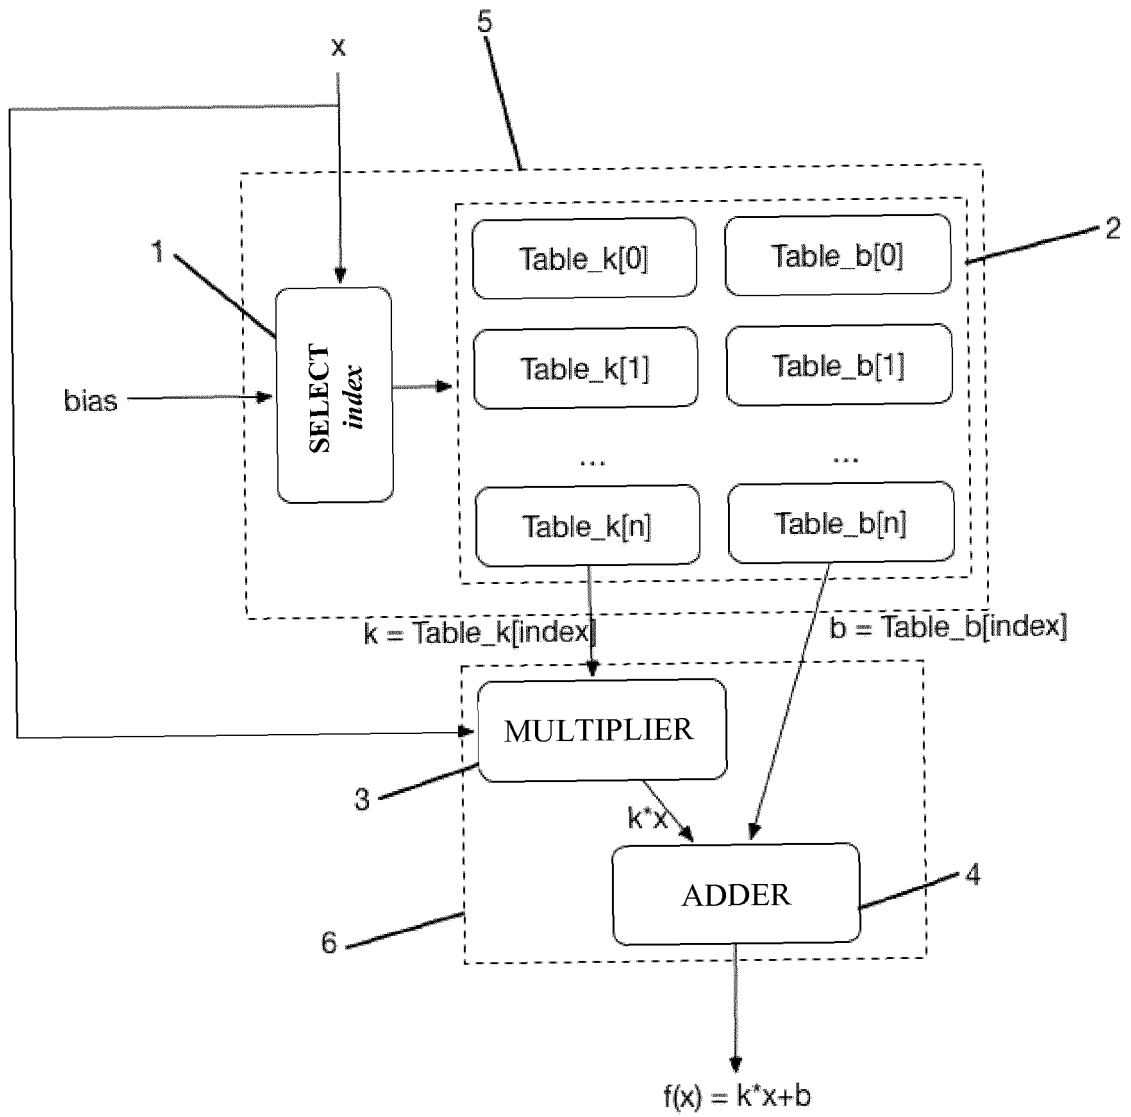 5
x
Table_k[0]
Table_b[0]
2
1
SELECT
index
Table_k[1]
Table_b[1]
bias
...
...
Table_k[n]
Table_b[n]
k = Table_k[index]
b = Table_b[index]
MULTIPLIER
3
k*x
ADDER
4
6
f(x) = k*x+b